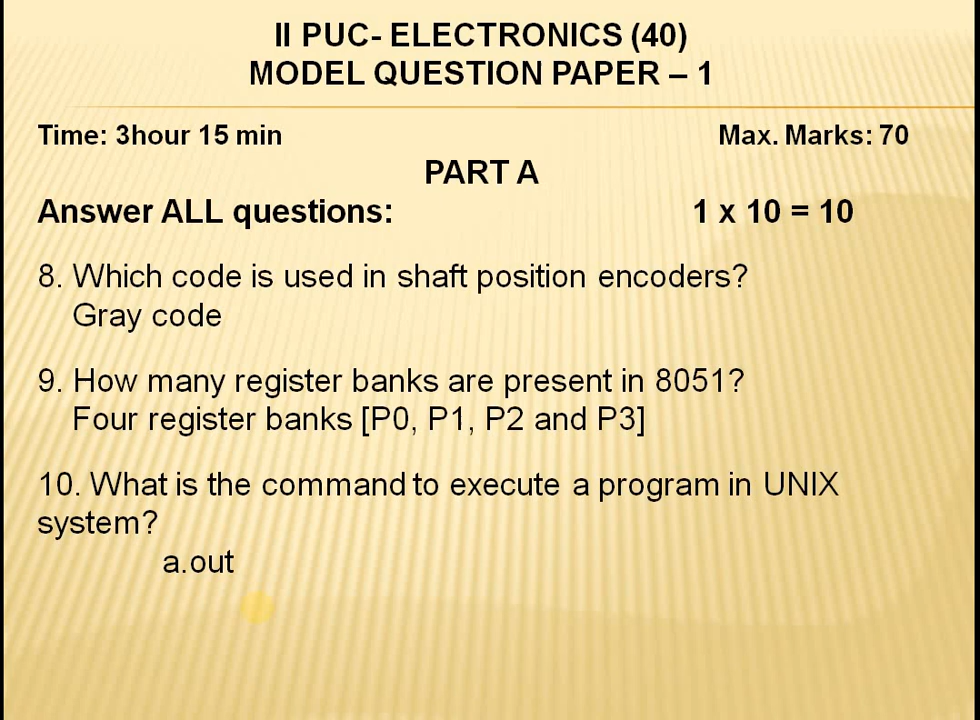 II PUC- ELECTRONICS (40)
MODEL QUESTION PAPER – 1
Time: 3hour 15 min Max. Marks: 70
PART A
Answer ALL questions: 1 x 10 = 10
8. Which code is used in shaft position encoders?
Gray code
9. How many register banks are present in 8051?
Four register banks [P0, P1, P2 and P3]
10. What is the command to execute a program in UNIX
system?
a.out